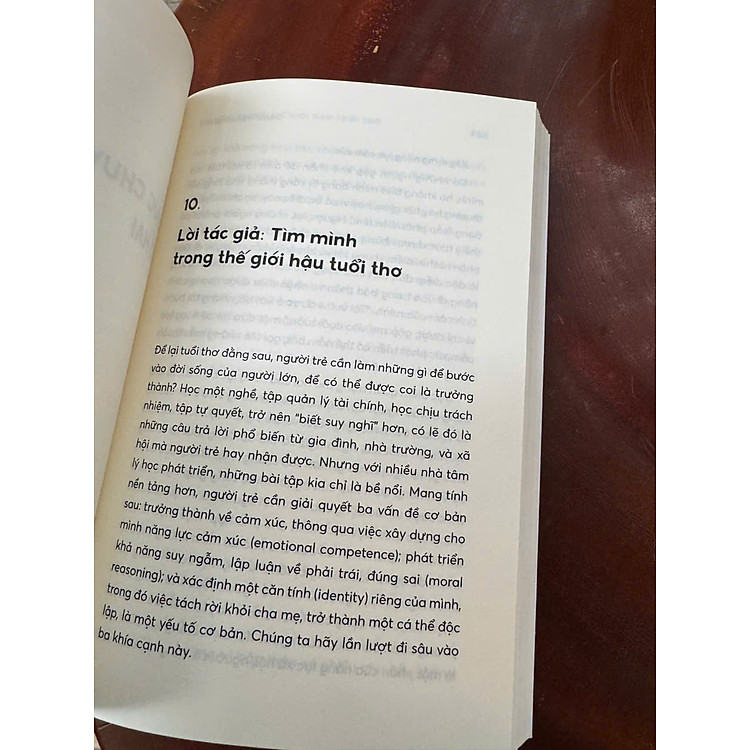 10.
Lời tác giả: Tìm mình
trong thế giới hậu tuổi thơ
Để lại tuổi thơ đằng sau, người trẻ cần làm những gì để bước
vào đời sống của người lớn, để có thể được coi là trưởng
thành? Học một nghề, tập quản lý tài chính, học chịu trách
nhiệm, tập tự quyết, trở nên “biết suy nghĩ” hơn, có lẽ đó là
những câu trả lời phổ biến từ gia đình, nhà trường, và xã
hội mà người trẻ hay nhận được. Nhưng với nhiều nhà tâm
lý học phát triển, những bài tập kia chỉ là bề nổi. Mang tính
nền tảng hơn, người trẻ cần giải quyết ba vấn đề cơ bản
sau: trưởng thành về cảm xúc, thông qua việc xây dựng cho
mình năng lực cảm xúc (emotional competence); phát triển
khả năng suy ngẫm, lập luận về phải trái, đúng sai (moral
reasoning); và xác định một căn tính (identity) riêng của mình,
trong đó việc tách rời khỏi cha mẹ, trở thành một cá thể độc
lập, là một yếu tố cơ bản. Chúng ta hãy lần lượt đi sâu vào
ba khía cạnh này.